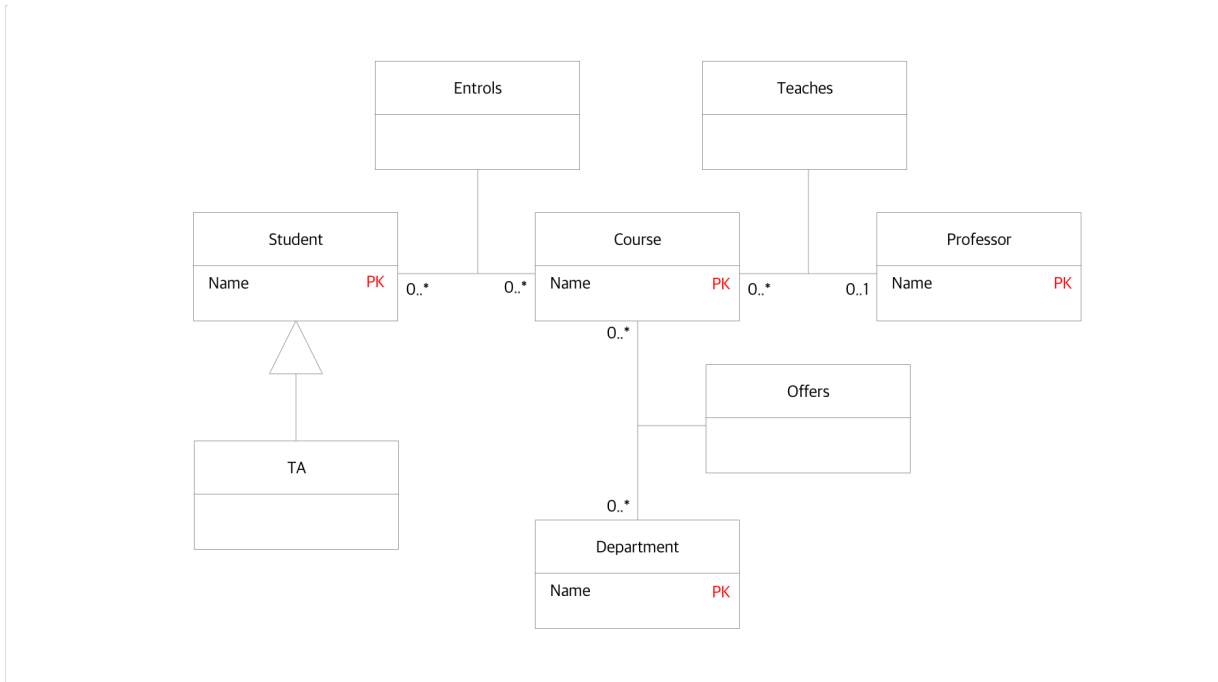 Entrols
Teaches
Student
Course
Professor
Name PK
0..*
0..*
Name PK
0..*
0..1
Name PK
0..*
Offers
TA
0..*
Department
Name PK